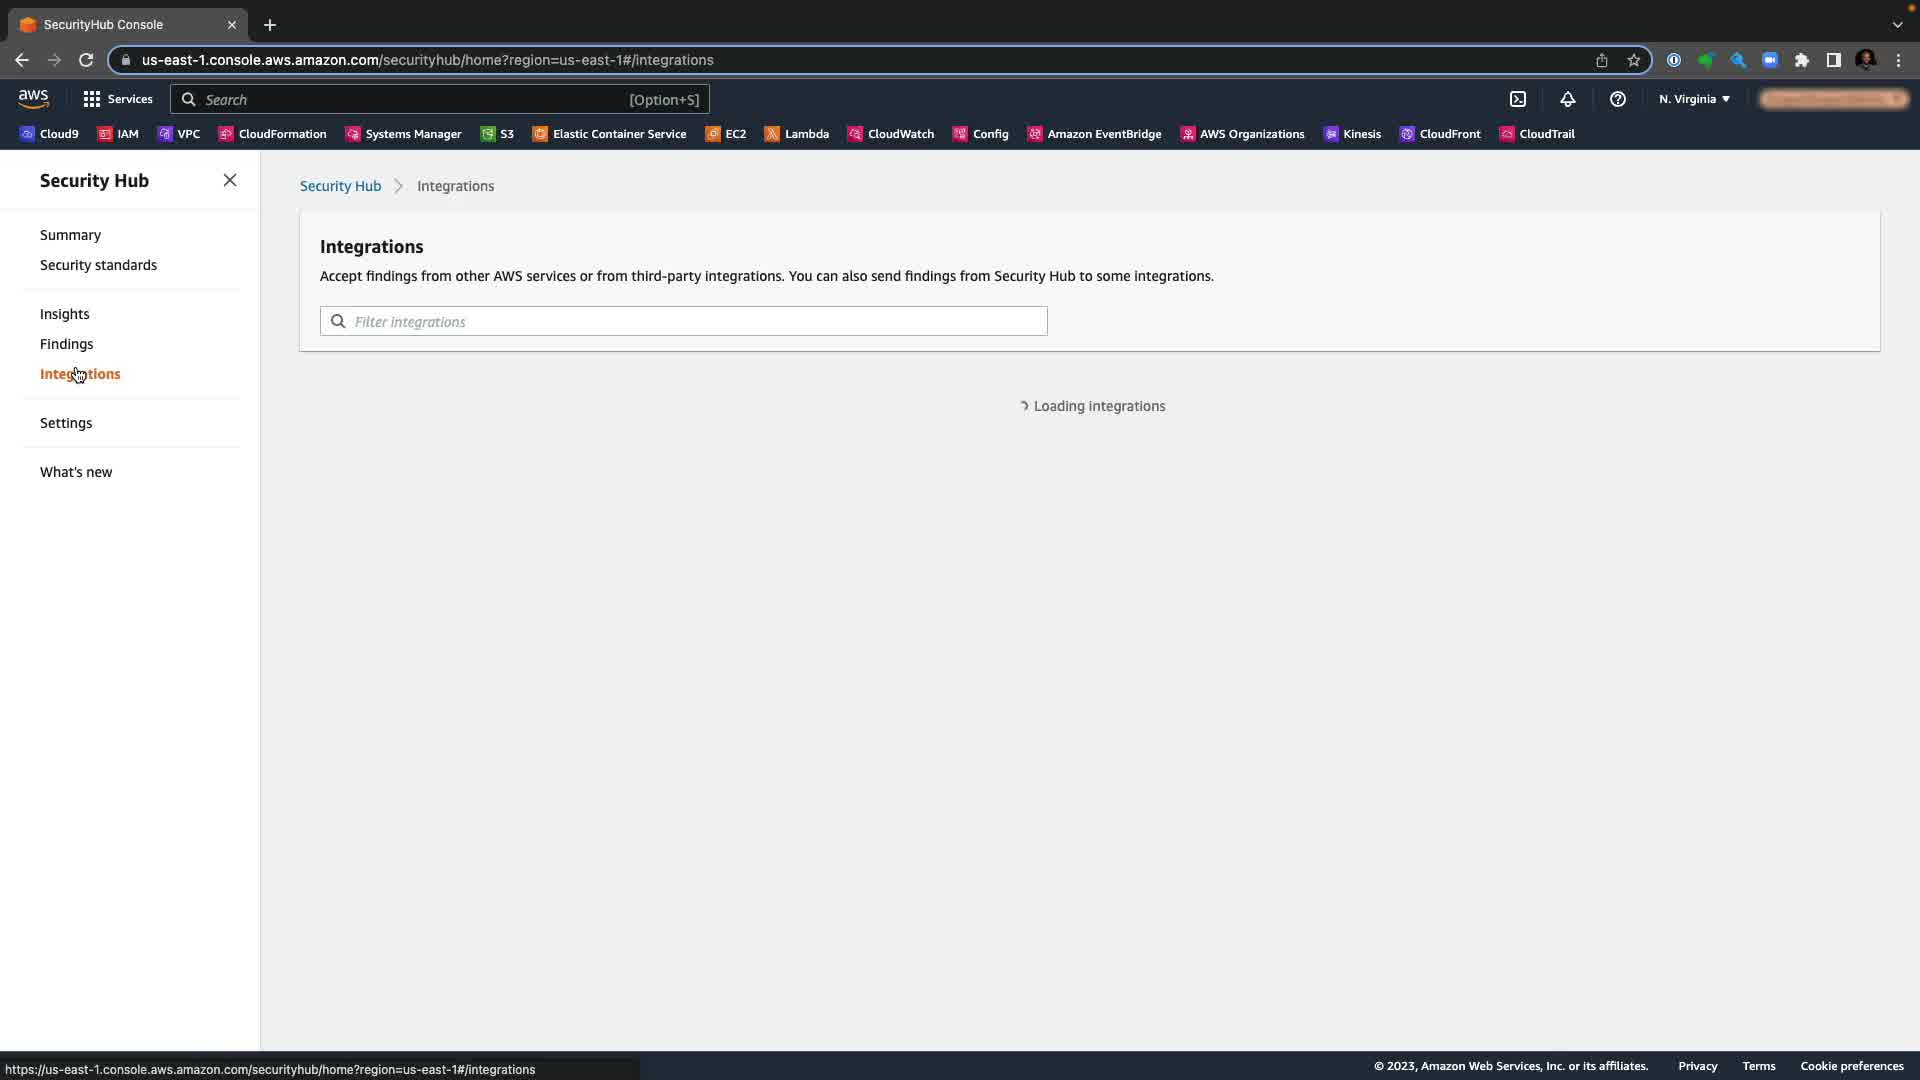 SecurityHub Console
us-east-1.console.aws.amazon.com/securityhub/home?region=us-east-1#/integrations
aws
Services
Search
[Option+S]
N. Virginia
Cloud9
IAM
VPC
CloudFormation
Systems Manager
S3
Elastic Container Service
EC2
Lambda
CloudWatch
Config
Amazon EventBridge
AWS Organizations
Kinesis
CloudFront
CloudTrail
Security Hub
Summary
Security standards
Insights
Findings
Integrations
Settings
What's new
Security Hub
Integrations
Integrations
Accept findings from other AWS services or from third-party integrations. You can also send findings from Security Hub to some integrations.
Filter integrations
Loading integrations
https://us-east-1.console.aws.amazon.com/securityhub/home?region=us-east-1#/integrations
© 2023, Amazon Web Services, Inc. or its affiliates.
Privacy
Terms
Cookie preferences